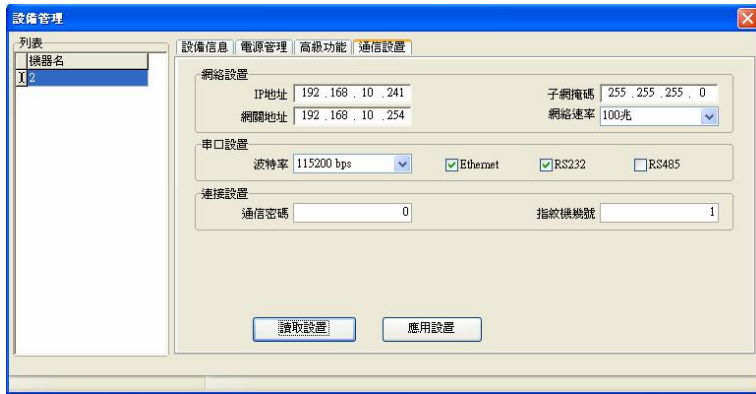 設備管理
列表
機器名
2
設備信息 電源管理 高級功能 通信設置
網絡設置
IP地址 192 . 168 . 10 . 241 子網掩碼 255 . 255 . 255 . 0
網關地址 192 . 168 . 10 . 254 網絡速率 100兆
串口設置
波特率 115200 bps Ethernet RS232 RS485
連接設置
通信密碼 0 指紋機幾號 1
讀取設置 應用設置